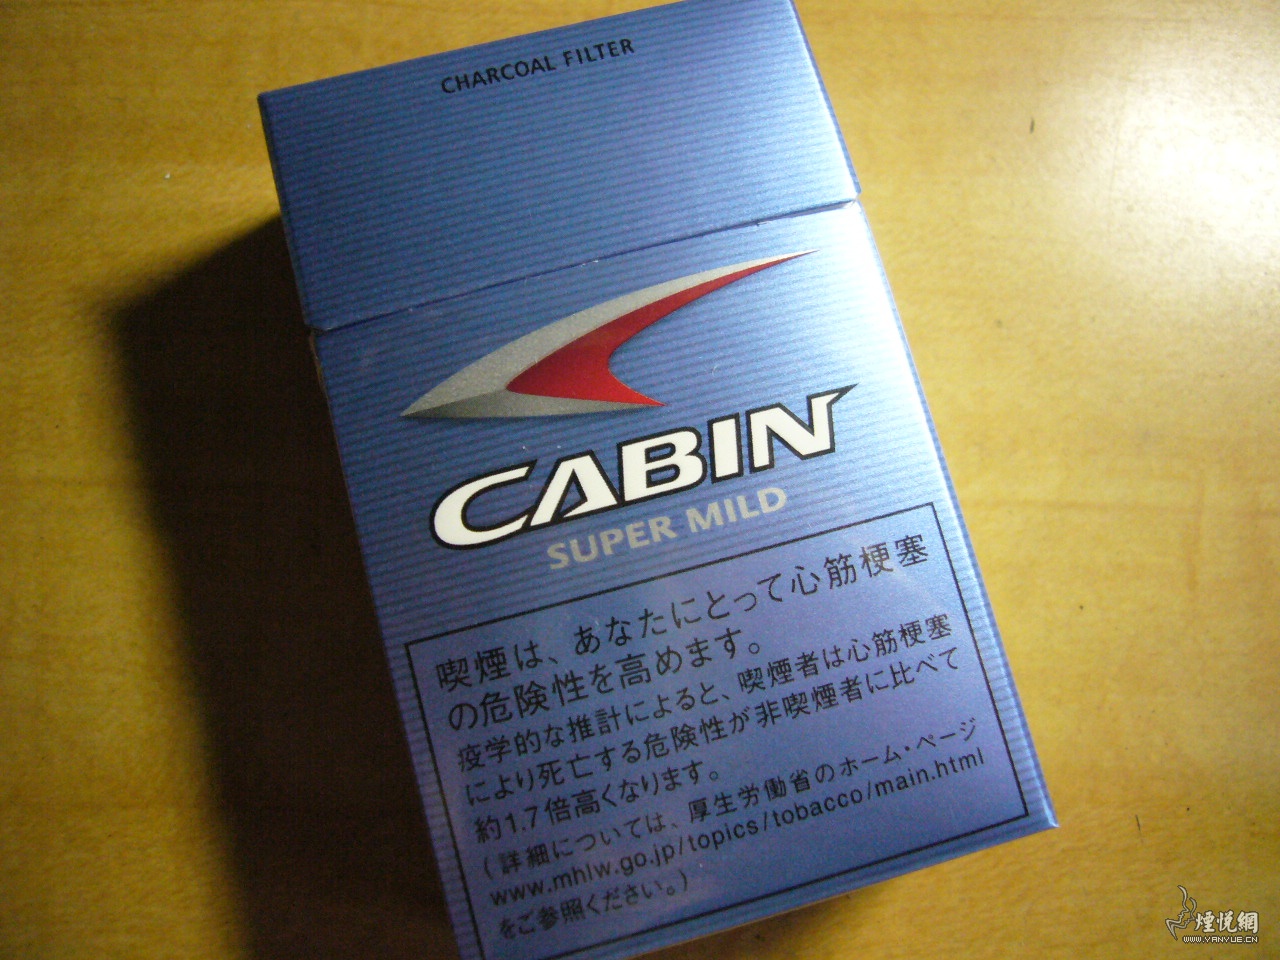 CHARCOAL FILTER
CABIN
SUPER MILD
喫煙は、あなたにとって心筋梗塞
の危険性を高めます。
疫学的な推計によると、喫煙者は心筋梗塞
により死亡する危険性が非喫煙者に比べて
約1.7倍高くなります。
(詳細については、厚生労働省のホーム・ページ
www.mhlw.go.jp/topics/tobacco/main.html
をご参照ください。)
煙悦網
WWW.YANYUE.CN